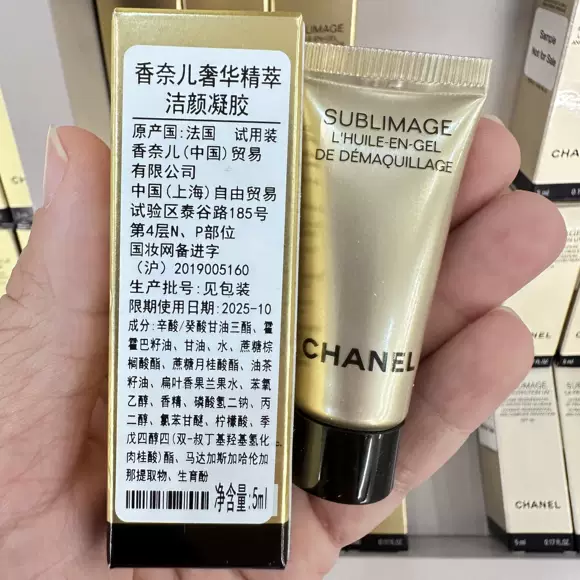 香奈儿奢华精萃
洁颜凝胶
原产国:法国 试用装
香奈儿(中国)贸易
有限公司
中国(上海)自由贸易
试验区泰谷路185号
第4层N、P部位
国妆网备进字
(沪)2019005160
生产批号:见包装
限期使用日期:2025-10
成分:辛酸/癸酸甘油三酯、霍
霍巴籽油、甘油、水、蔗糖棕
榈酸酯、蔗糖月桂酸酯、油茶
籽油、扁叶香果兰果水、苯氧
乙醇、香精、磷酸氢二钠、丙
二醇、氯苯甘醚、柠檬酸、季
戊四醇四(双-叔丁基羟基氢化
肉桂酸)酯、马达加斯加哈伦加
那提取物、生育酚
净含量:5ml
SUBLIMAGE
L'HUILE-EN-GEL
DE DÉMAQUILLAGE
CHANEL
Sample
Not for Sale
CHANEL
5 ml
CHANEL
5 ml 0.17 FL. OZ.